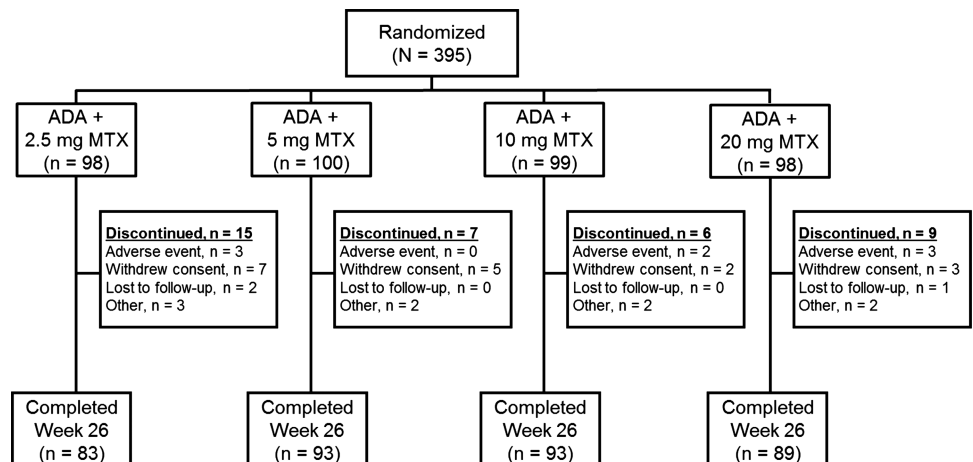 Randomized
(N = 395)
ADA +
2.5 mg MTX
(n = 98)
ADA +
5 mg MTX
(n = 100)
ADA +
10 mg MTX
(n = 99)
ADA +
20 mg MTX
(n = 98)
Discontinued, n = 15
Adverse event, n = 3
Withdrew consent, n = 7
Lost to follow-up, n = 2
Other, n = 3
Discontinued, n = 7
Adverse event, n = 0
Withdrew consent, n = 5
Lost to follow-up, n = 0
Other, n = 2
Discontinued, n = 6
Adverse event, n = 2
Withdrew consent, n = 2
Lost to follow-up, n = 0
Other, n = 2
Discontinued, n = 9
Adverse event, n = 3
Withdrew consent, n = 3
Lost to follow-up, n = 1
Other, n = 2
Completed
Week 26
(n = 83)
Completed
Week 26
(n = 93)
Completed
Week 26
(n = 93)
Completed
Week 26
(n = 89)